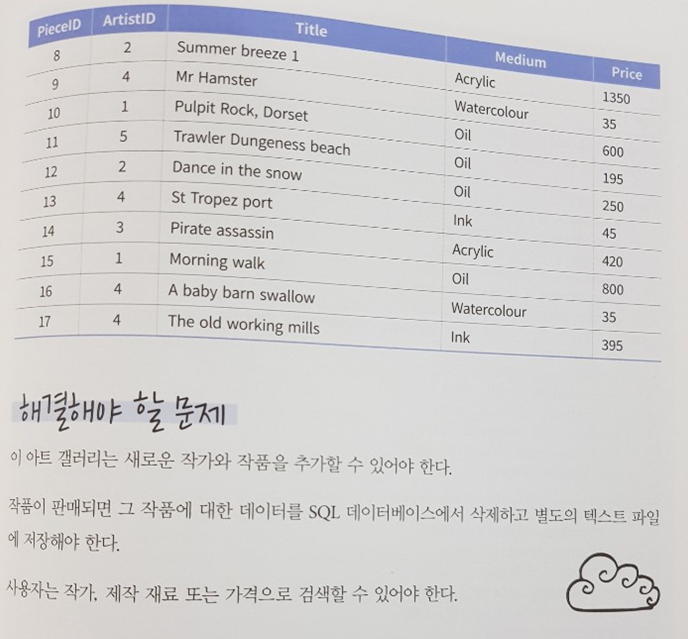 PieceID ArtistID Title Medium Price
8 2 Summer breeze 1 Acrylic 1350
9 4 Mr Hamster Watercolour 35
10 1 Pulpit Rock, Dorset Oil 600
11 5 Trawler Dungeness beach Oil 195
12 2 Dance in the snow Oil 250
13 4 St Tropez port Ink 45
14 3 Pirate assassin Acrylic 420
15 1 Morning walk Oil 800
16 4 A baby barn swallow Watercolour 35
17 4 The old working mills Ink 395
해결해야 할 문제
이 아트 갤러리는 새로운 작가와 작품을 추가할 수 있어야 한다.
작품이 판매되면 그 작품에 대한 데이터를 SQL 데이터베이스에서 삭제하고 별도의 텍스트 파일
에 저장해야 한다.
사용자는 작가, 제작 재료 또는 가격으로 검색할 수 있어야 한다.